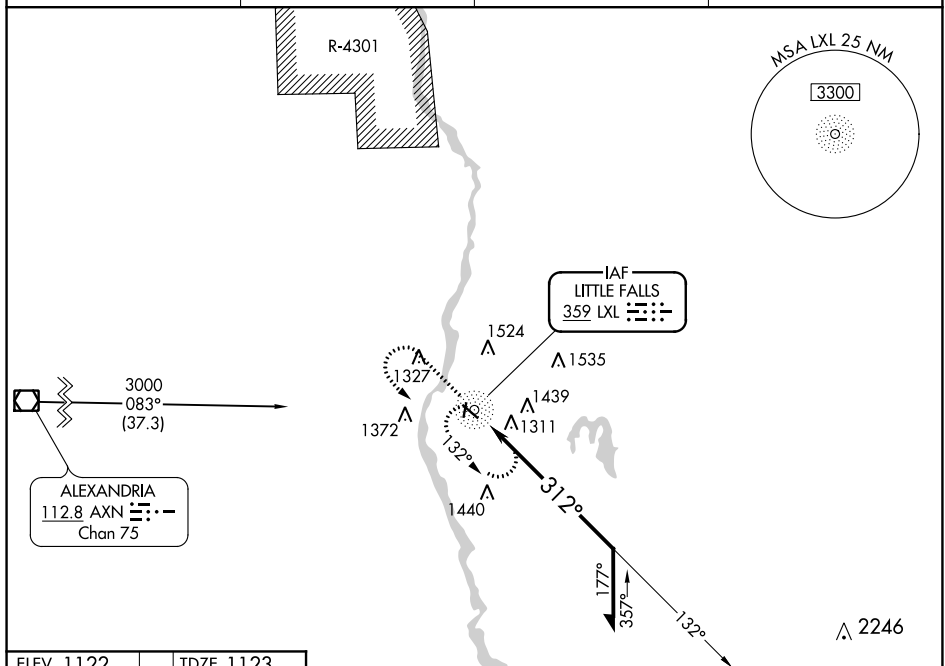 R-4301
MSA LXL 25 NM
3300
IAF
LITTLE FALLS
359 LXL
1524
1535
1327
1439
1311
1372
132°
1440
3000
083°
(37.3)
ALEXANDRIA
112.8 AXN
Chan 75
312°
177°
357°
132°
2246
ELEV 1122
TDZE 1123